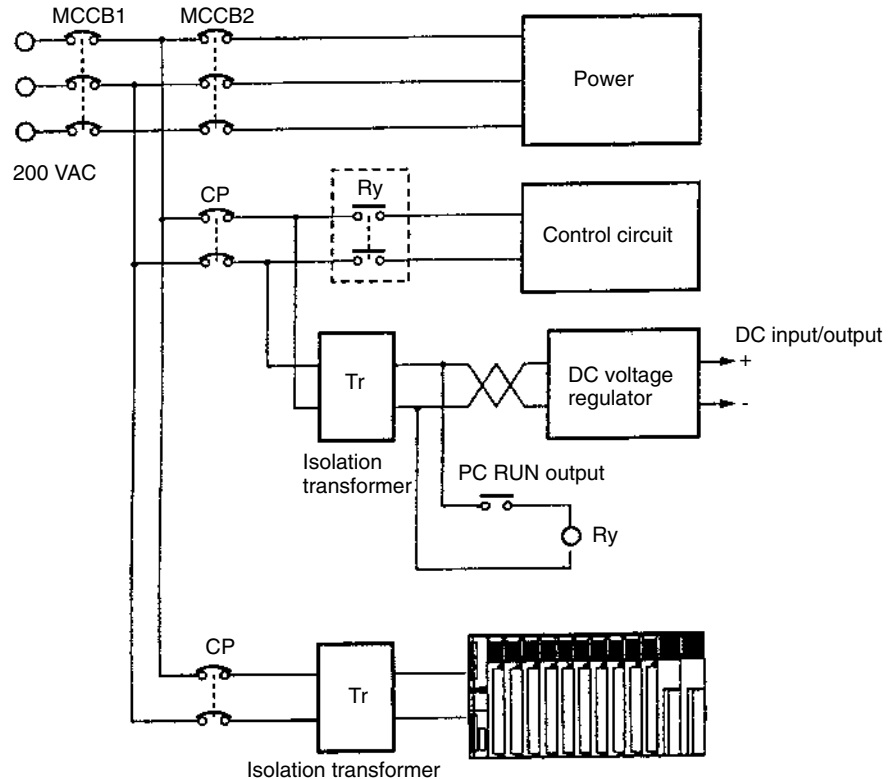 MCCB1 MCCB2
Power
200 VAC
CP
Ry
Control circuit
DC input/output
+
-
Tr
DC voltage
regulator
Isolation
transformer
PC RUN output
Ry
CP
Tr
Isolation transformer